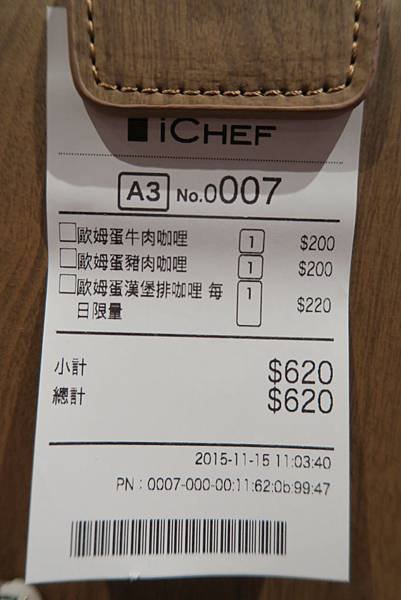 iCHEF
A3 No.0007
歐姆蛋牛肉咖哩 1 $200
歐姆蛋豬肉咖哩 1 $200
歐姆蛋漢堡排咖哩 每 1 $220
日限量
小計 $620
總計 $620
2015-11-15 11:03:40
PN：0007-000-00:11:62:0b:99:47